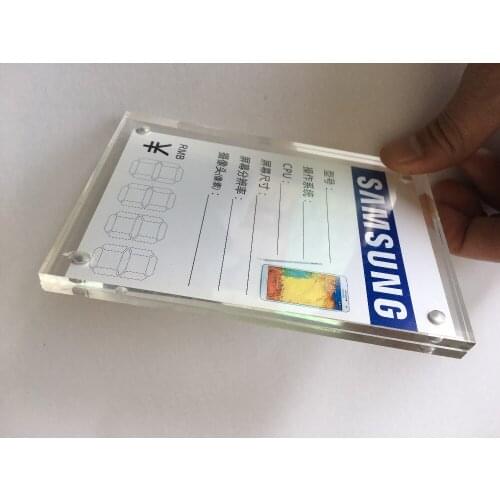 SAMSUNG
型号：
操作系统：
CPU：
屏幕尺寸：
屏幕分辨率：
摄像头(像素)：
RMB
¥